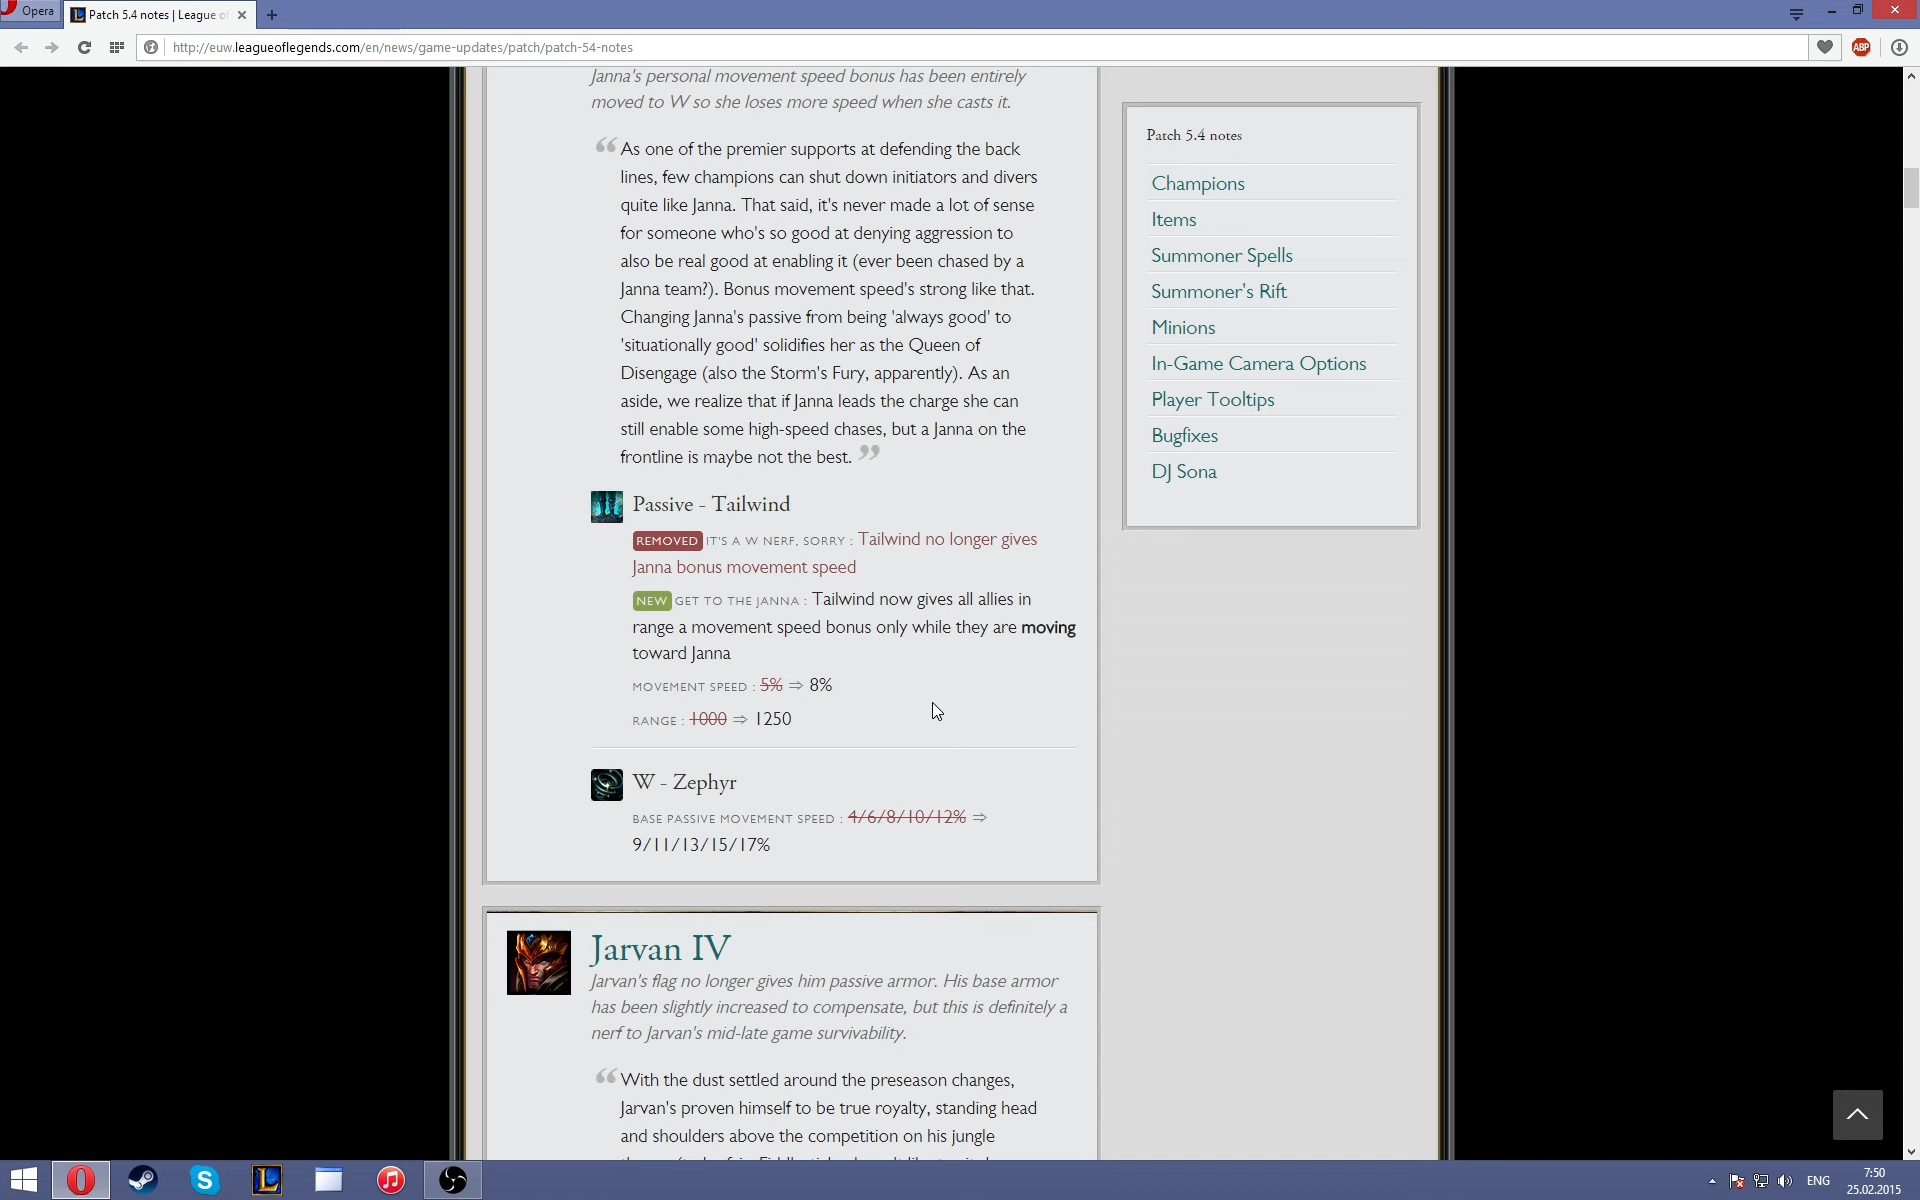 Opera
Patch 5.4 notes | League of
http://euw.leagueoflegends.com/en/news/game-updates/patch/patch-54-notes
ABP
Janna's personal movement speed bonus has been entirely
moved to W so she loses more speed when she casts it.
“ As one of the premier supports at defending the back
lines, few champions can shut down initiators and divers
quite like Janna. That said, it's never made a lot of sense
for someone who's so good at denying aggression to
also be real good at enabling it (ever been chased by a
Janna team?). Bonus movement speed's strong like that.
Changing Janna's passive from being 'always good' to
'situationally good' solidifies her as the Queen of
Disengage (also the Storm's Fury, apparently). As an
aside, we realize that if Janna leads the charge she can
still enable some high-speed chases, but a Janna on the
frontline is maybe not the best. ”
Passive - Tailwind
REMOVED IT'S A W NERF, SORRY : Tailwind no longer gives
Janna bonus movement speed
NEW GET TO THE JANNA : Tailwind now gives all allies in
range a movement speed bonus only while they are moving
toward Janna
MOVEMENT SPEED : 5% ⇒ 8%
RANGE : 1000 ⇒ 1250
W - Zephyr
BASE PASSIVE MOVEMENT SPEED : 4/6/8/10/12% ⇒
9/11/13/15/17%
Jarvan IV
Jarvan's flag no longer gives him passive armor. His base armor
has been slightly increased to compensate, but this is definitely a
nerf to Jarvan's mid-late game survivability.
“ With the dust settled around the preseason changes,
Jarvan's proven himself to be true royalty, standing head
and shoulders above the competition on his jungle
Patch 5.4 notes
Champions
Items
Summoner Spells
Summoner's Rift
Minions
In-Game Camera Options
Player Tooltips
Bugfixes
DJ Sona
ENG
7:50
25.02.2015